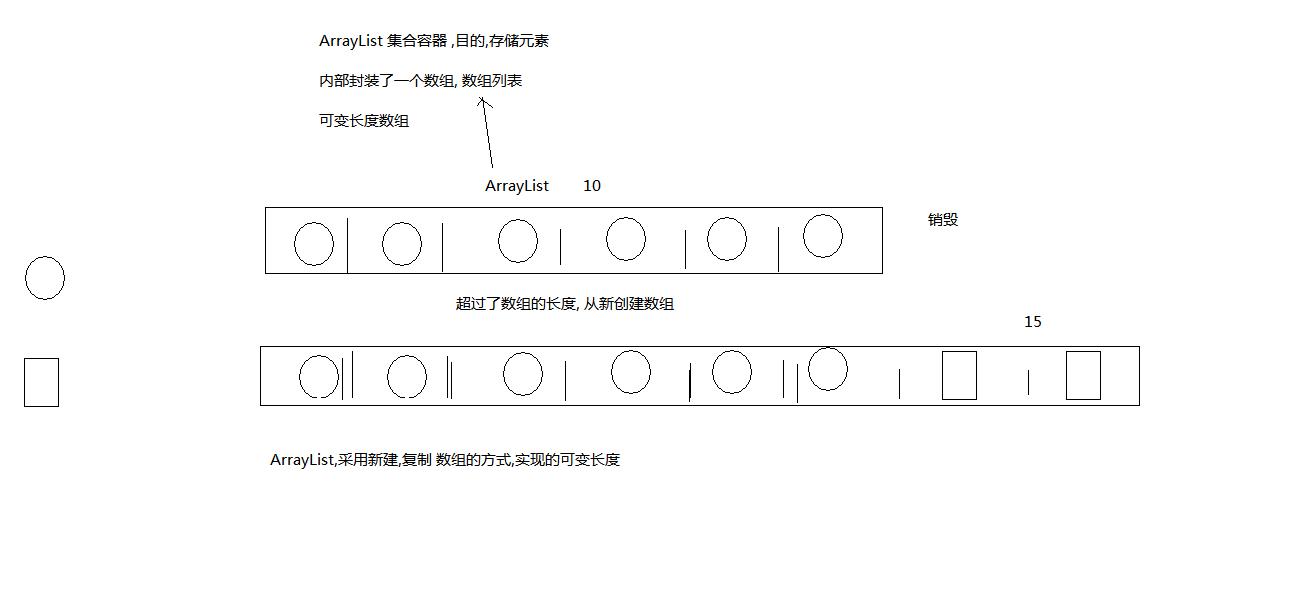 ArrayList 集合容器 ,目的,存储元素
内部封装了一个数组, 数组列表
可变长度数组
ArrayList 10
销毁
超过了数组的长度, 从新创建数组
15
ArrayList,采用新建,复制 数组的方式,实现的可变长度